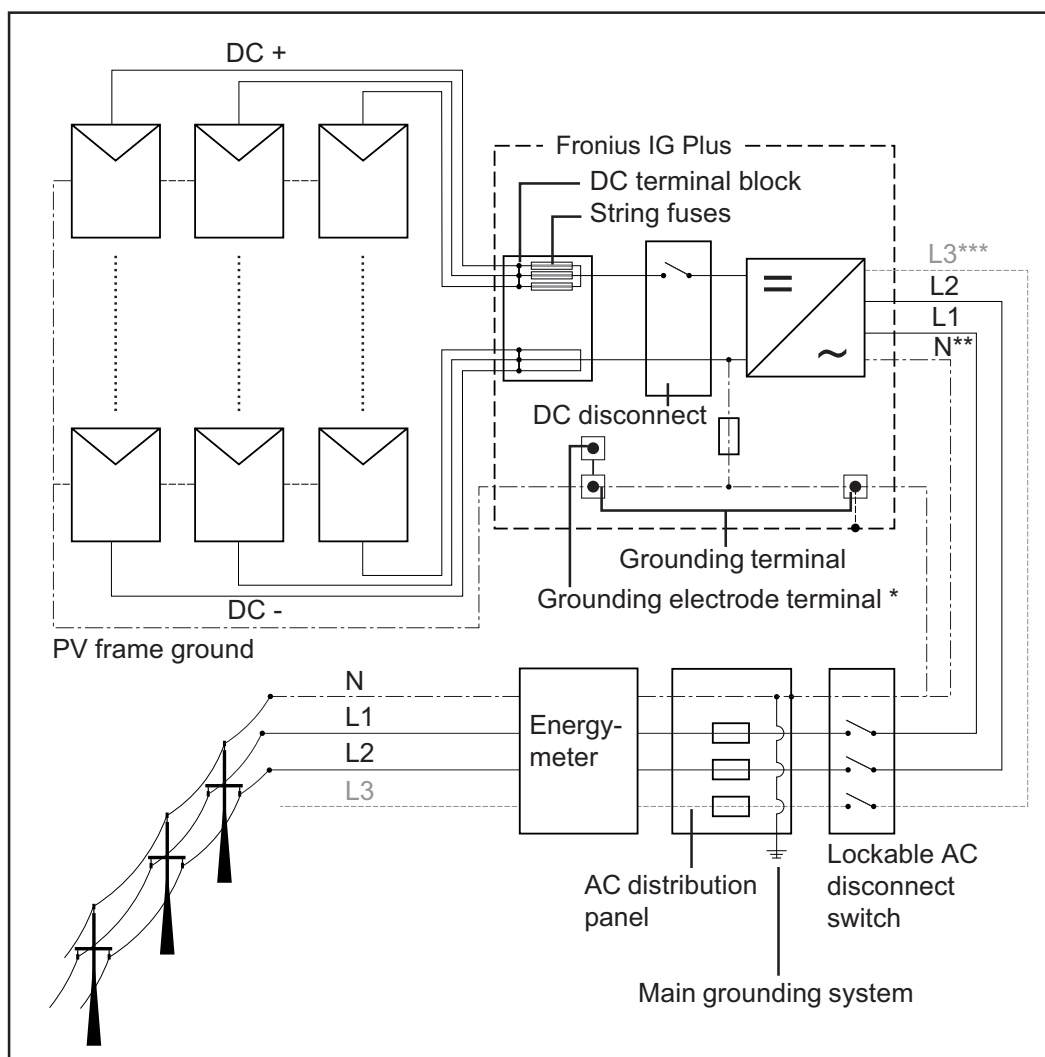 DC +
Fronius IG Plus
DC terminal block
String fuses
L3***
L2
L1
N**
=
~
DC disconnect
Grounding terminal
Grounding electrode terminal *
DC -
PV frame ground
N
L1
L2
L3
Energy-
meter
AC distribution
panel
Lockable AC
disconnect
switch
Main grounding system